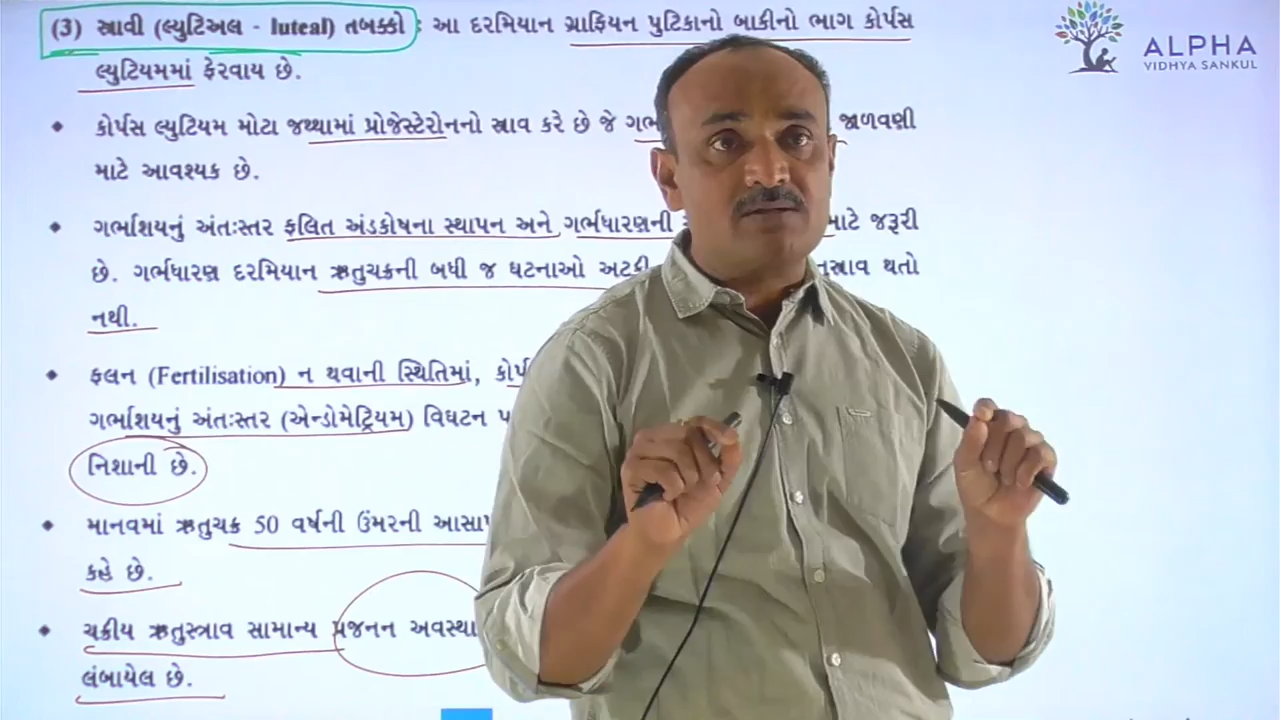 (3) સ્રાવી (લ્યુટિઅલ - luteal) તબક્કો : આ દરમિયાન ગ્રાફિયન પુટિકાનો બાકીનો ભાગ કોર્પસ
લ્યુટિયમમાં ફેરવાય છે.
ALPHA
VIDHYA SANKUL
કોર્પસ લ્યુટિયમ મોટા જથ્થામાં પ્રોજેસ્ટેરોનનો સ્રાવ કરે છે જે જાળવણી
માટે આવશ્યક છે.
ગર્ભાશયનું અંતઃસ્તર ફલિત અંડકોષના સ્થાપન અને ગર્ભધારણની માટે જરૂરી
છે. ગર્ભધારણ દરમિયાન ઋતુચક્રની બધી જ ઘટનાઓ થતો
નથી.
ફલન (Fertilisation) ન થવાની સ્થિતિમાં,
ગર્ભાશયનું અંતઃસ્તર (એન્ડોમેટ્રિયમ) વિઘટન
નિશાની છે.
માનવમાં ઋતુચક્ર 50 વર્ષની ઉંમરની
કહે છે.
ચક્રીય ઋતુસ્ત્રાવ સામાન્ય પ્રજનન
લંબાયેલ છે.